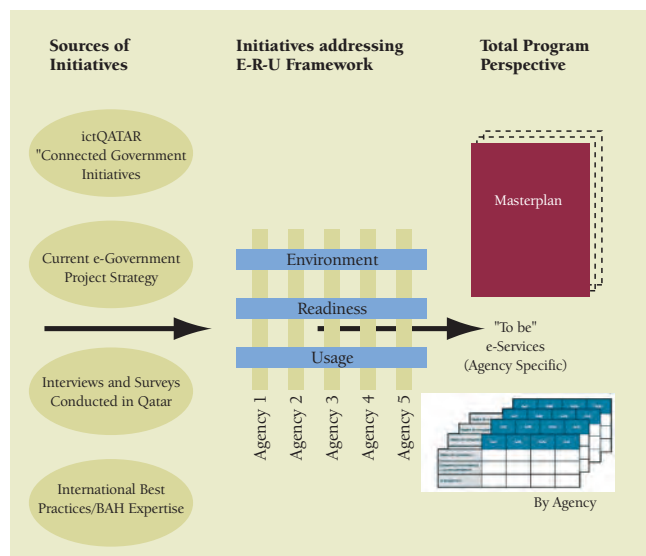 Sources of
Initiatives
Initiatives addressing
E-R-U Framework
Total Program
Perspective
ictQATAR
"Connected Government
Initiatives
Current e-Government
Project Strategy
Interviews and Surveys
Conducted in Qatar
International Best
Practices/BAH Expertise
Environment
Readiness
Usage
Agency 1
Agency 2
Agency 3
Agency 4
Agency 5
Masterplan
"To be"
e-Services
(Agency Specific)
By Agency